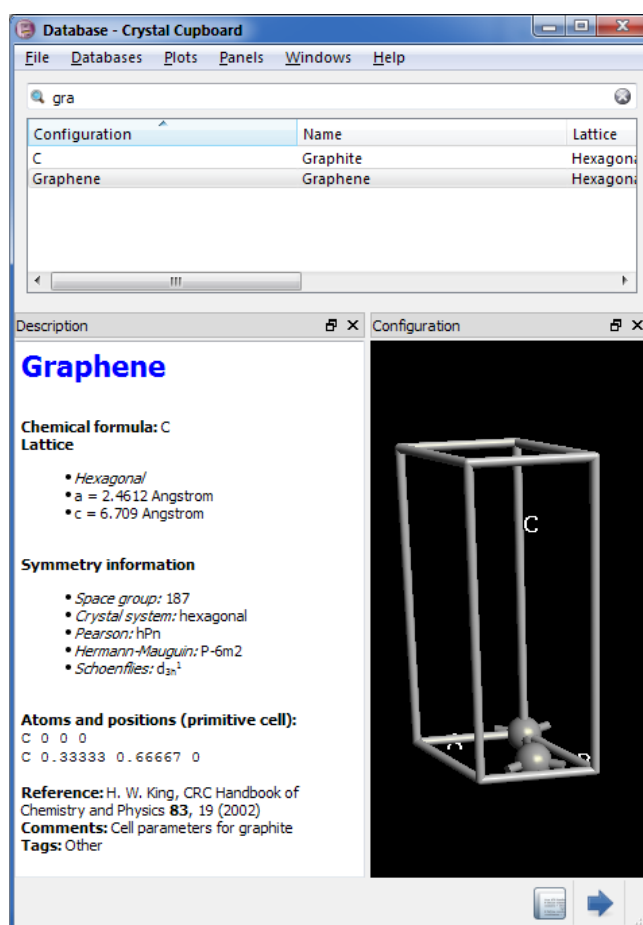 Database - Crystal Cupboard
File Databases Plots Panels Windows Help
gra
Configuration Name Lattice
C Graphite Hexagona
Graphene Graphene Hexagona
Description Configuration
Graphene
Chemical formula: C
Lattice
• Hexagonal
• a = 2.4612 Angstrom
• c = 6.709 Angstrom
Symmetry information
• Space group: 187
• Crystal system: hexagonal
• Pearson: hPn
• Hermann-Mauguin: P-6m2
• Schoenflies: d₃ₕ¹
Atoms and positions (primitive cell):
C 0 0 0
C 0.33333 0.66667 0
Reference: H. W. King, CRC Handbook of
Chemistry and Physics 83, 19 (2002)
Comments: Cell parameters for graphite
Tags: Other
C